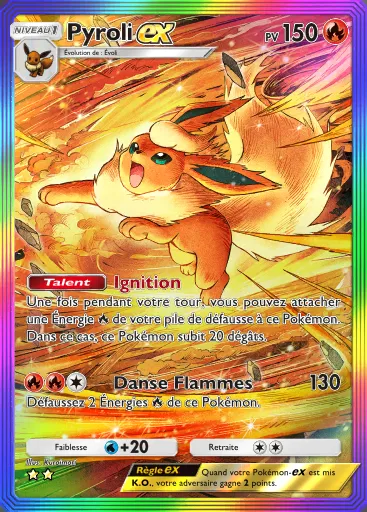 NIVEAU 1 Pyroli ex PV 150
Évolution de : Évoli
Talent Ignition
Une fois pendant votre tour, vous pouvez attacher
une Énergie de votre pile de défausse à ce Pokémon.
Dans ce cas, ce Pokémon subit 20 dégâts.
Danse Flammes 130
Défaussez 2 Énergies de ce Pokémon.
Faiblesse +20 Retraite
Règle ex Quand votre Pokémon-ex est mis
K.O., votre adversaire gagne 2 points.